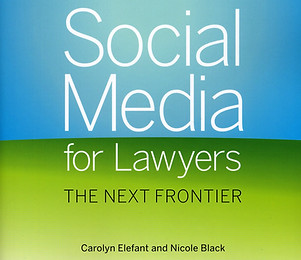 Social
Media
for Lawyers
THE NEXT FRONTIER
Carolyn Elefant and Nicole Black